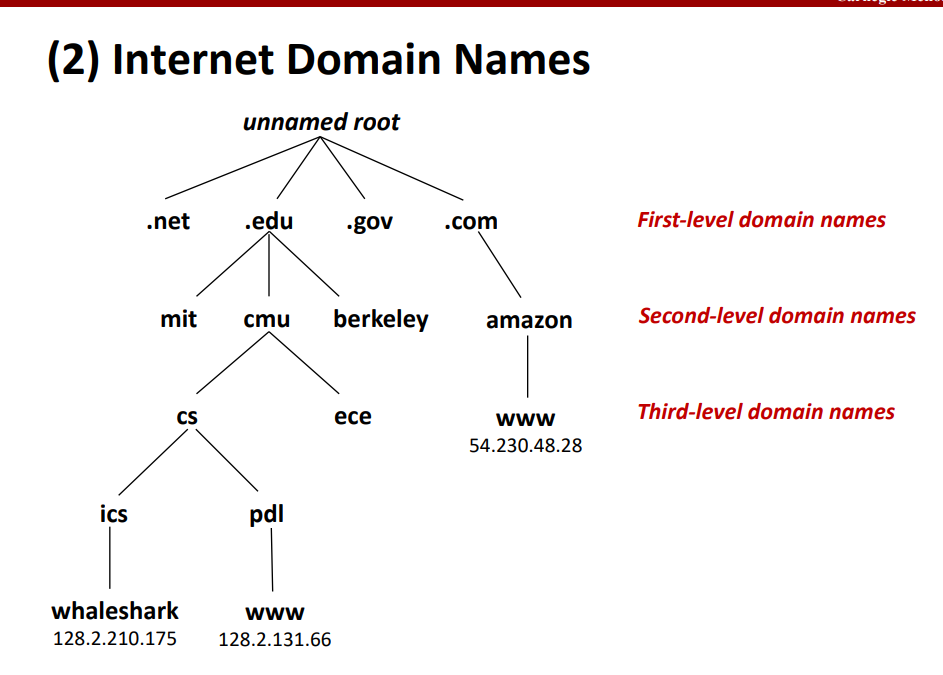 (2) Internet Domain Names
unnamed root
.net .edu .gov .com First-level domain names
mit cmu berkeley amazon Second-level domain names
cs ece www Third-level domain names
54.230.48.28
ics pdl
whaleshark www
128.2.210.175 128.2.131.66